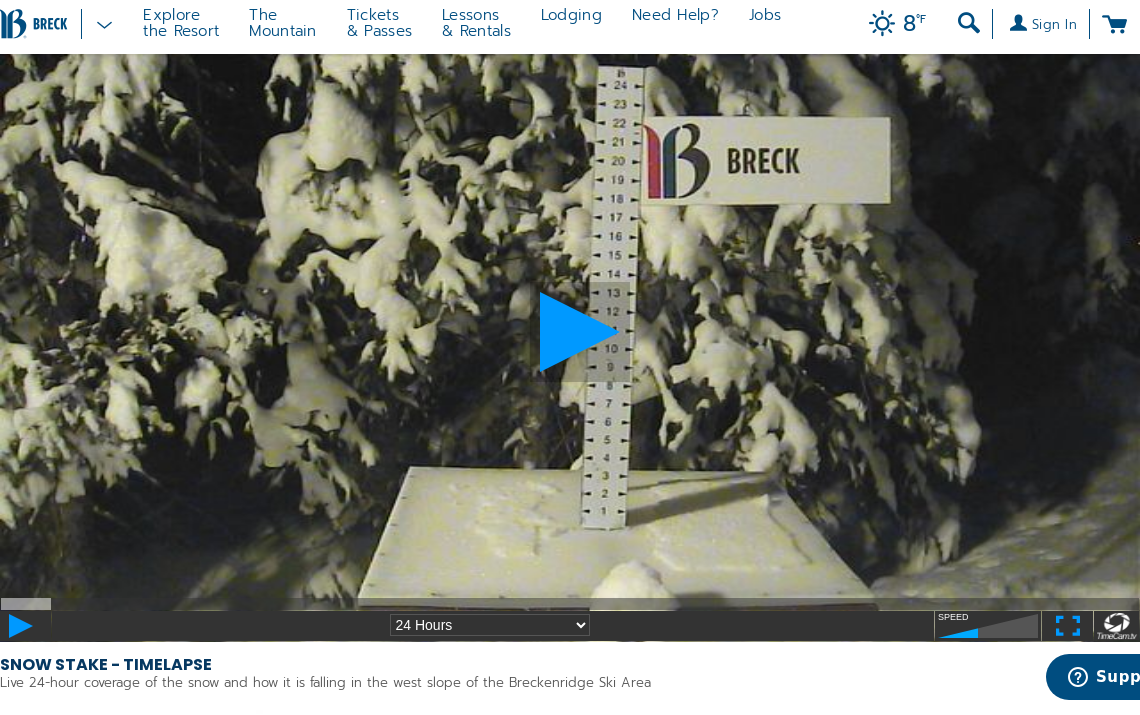 BRECK
Explore
the Resort
The
Mountain
Tickets
& Passes
Lessons
& Rentals
Lodging
Need Help?
Jobs
8°F
Sign In
24
23
22
21
20
19
18
17
16
15
14
13
12
10
9
8
7
6
5
4
3
2
1
BRECK
24 Hours
SPEED
TimeCam.tv
SNOW STAKE - TIMELAPSE
Live 24-hour coverage of the snow and how it is falling in the west slope of the Breckenridge Ski Area
Supp